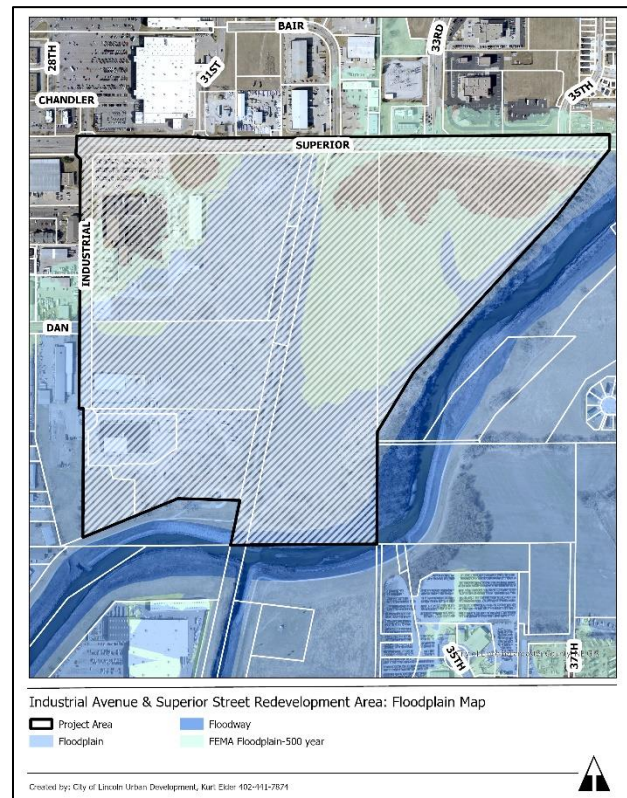 BAIR
28TH
31ST
33RD
35TH
CHANDLER
SUPERIOR
INDUSTRIAL
DAN
35TH
37TH
Industrial Avenue & Superior Street Redevelopment Area: Floodplain Map
Project Area
Floodway
Floodplain
FEMA Floodplain-500 year
Created by: City of Lincoln Urban Development, Kurt Elder 402-441-7874